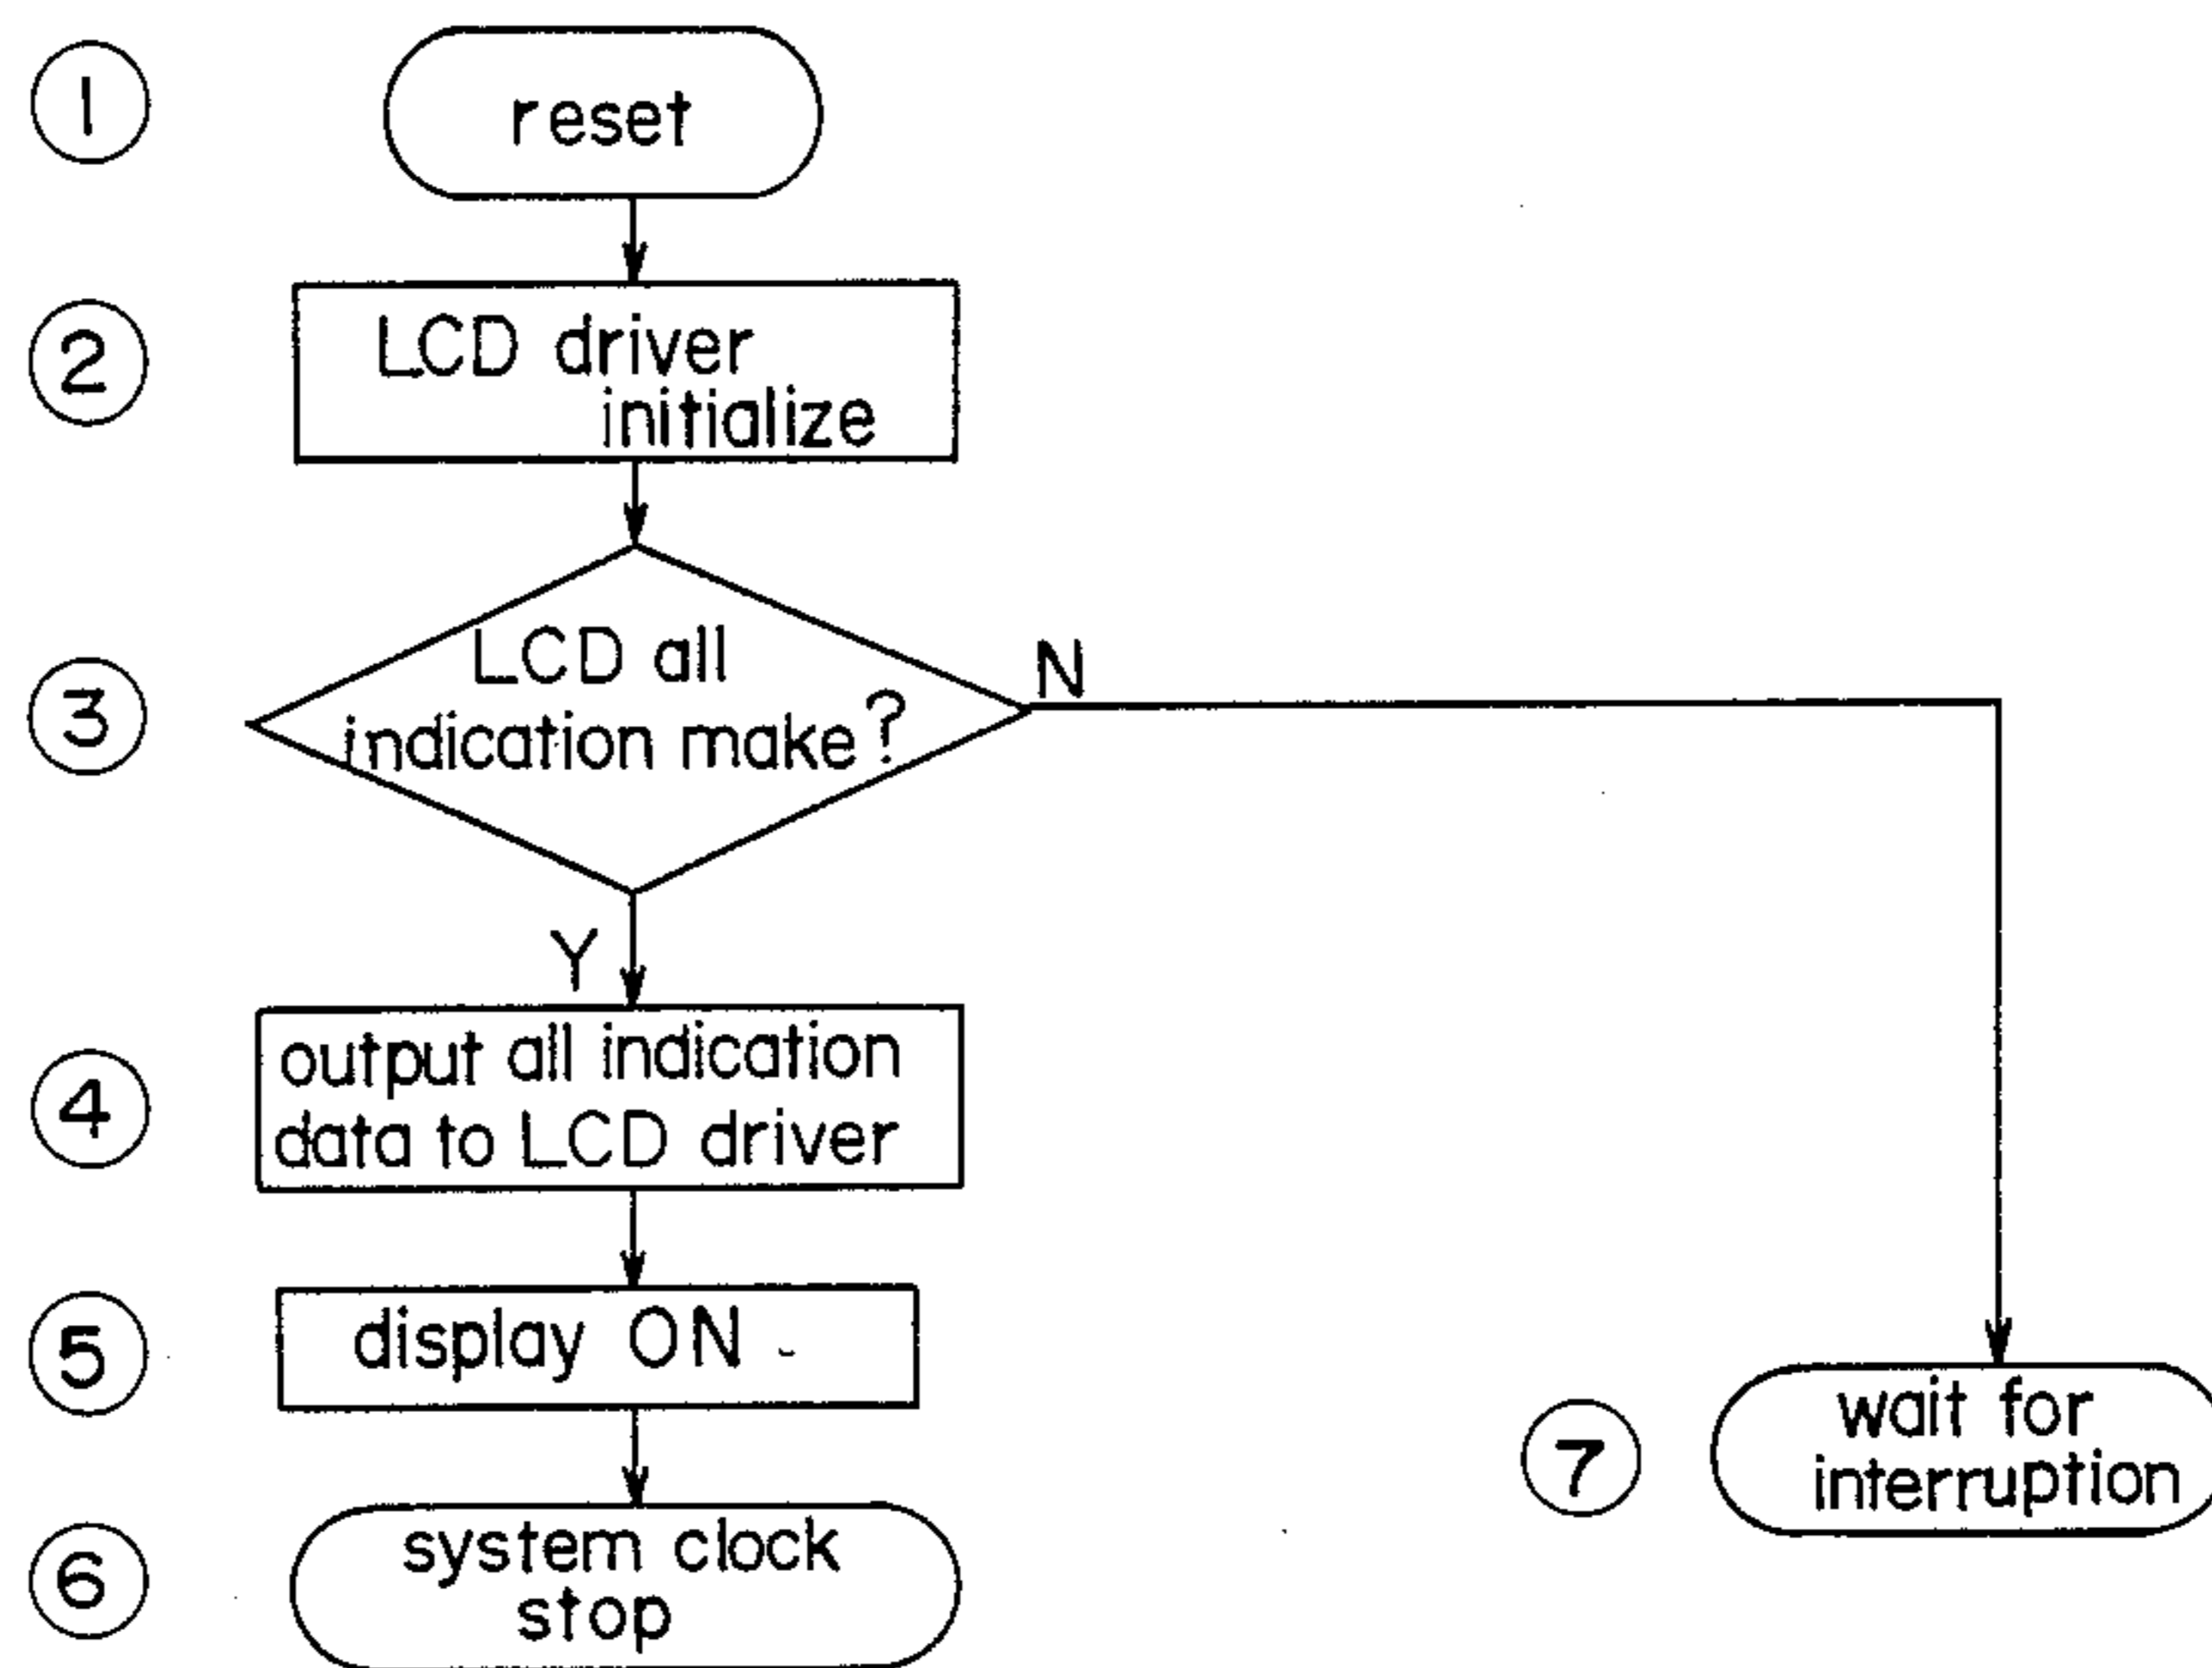 1
reset
2
LCD driver
initialize
3
LCD all
indication make?
N
Y
4
output all indication
data to LCD driver
5
display ON
6
system clock
stop
7
wait for
interruption